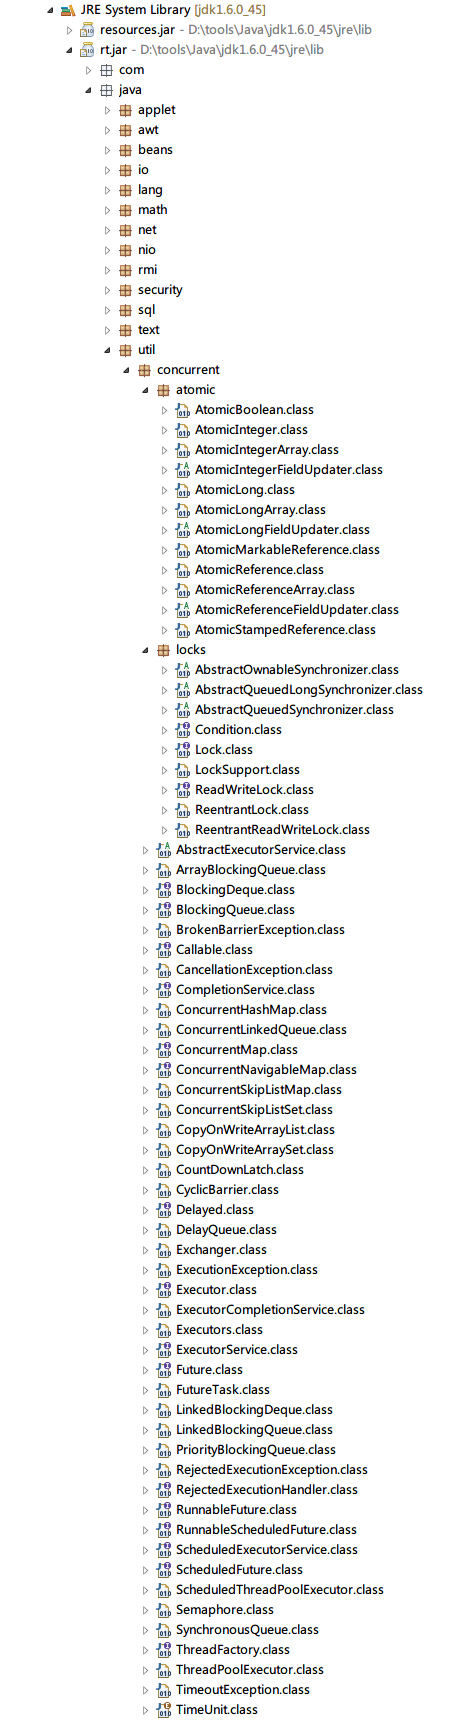 JRE System Library [jdk1.6.0_45]
resources.jar - D:\tools\Java\jdk1.6.0_45\jre\lib
rt.jar - D:\tools\Java\jdk1.6.0_45\jre\lib
com
java
applet
awt
beans
io
lang
math
net
nio
rmi
security
sql
text
util
concurrent
atomic
AtomicBoolean.class
AtomicInteger.class
AtomicIntegerArray.class
AtomicIntegerFieldUpdater.class
AtomicLong.class
AtomicLongArray.class
AtomicLongFieldUpdater.class
AtomicMarkableReference.class
AtomicReference.class
AtomicReferenceArray.class
AtomicReferenceFieldUpdater.class
AtomicStampedReference.class
locks
AbstractOwnableSynchronizer.class
AbstractQueuedLongSynchronizer.class
AbstractQueuedSynchronizer.class
Condition.class
Lock.class
LockSupport.class
ReadWriteLock.class
ReentrantLock.class
ReentrantReadWriteLock.class
AbstractExecutorService.class
ArrayBlockingQueue.class
BlockingDeque.class
BlockingQueue.class
BrokenBarrierException.class
Callable.class
CancellationException.class
CompletionService.class
ConcurrentHashMap.class
ConcurrentLinkedQueue.class
ConcurrentMap.class
ConcurrentNavigableMap.class
ConcurrentSkipListMap.class
ConcurrentSkipListSet.class
CopyOnWriteArrayList.class
CopyOnWriteArraySet.class
CountDownLatch.class
CyclicBarrier.class
Delayed.class
DelayQueue.class
Exchanger.class
ExecutionException.class
Executor.class
ExecutorCompletionService.class
Executors.class
ExecutorService.class
Future.class
FutureTask.class
LinkedBlockingDeque.class
LinkedBlockingQueue.class
PriorityBlockingQueue.class
RejectedExecutionException.class
RejectedExecutionHandler.class
RunnableFuture.class
RunnableScheduledFuture.class
ScheduledExecutorService.class
ScheduledFuture.class
ScheduledThreadPoolExecutor.class
Semaphore.class
SynchronousQueue.class
ThreadFactory.class
ThreadPoolExecutor.class
TimeoutException.class
TimeUnit.class